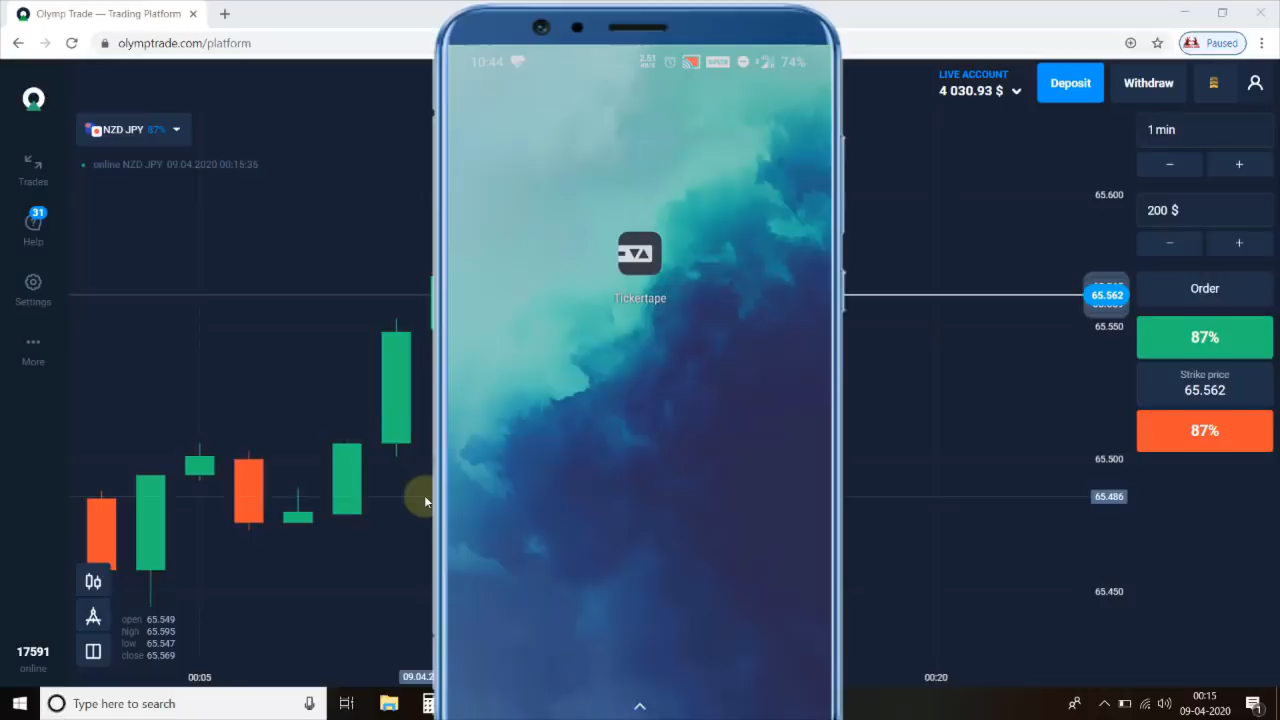 Olymp Trade — Trading Platform
olymptrade.com/platform
Paused
10:44
74%
LIVE ACCOUNT
4 030.93 $
Deposit
Withdraw
NZD JPY 87%
online NZD JPY 09.04.2020 00:15:35
Trades
31
Help
Settings
More
Tickertape
1 min
200 $
Order
87%
Strike price
65.562
87%
65.600
65.562
65.550
65.500
65.486
65.450
open 65.549
high 65.595
low 65.547
close 65.569
17591
online
00:05
09.04.2
00:20
Type here to search
00:15
09-04-2020